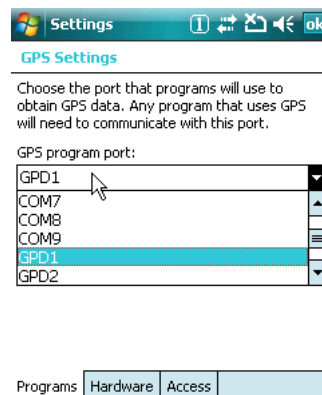 Settings 1 ok
GPS Settings
Choose the port that programs will use to
obtain GPS data. Any program that uses GPS
will need to communicate with this port.
GPS program port:
GPD1
COM7
COM8
COM9
GPD1
GPD2
Programs Hardware Access